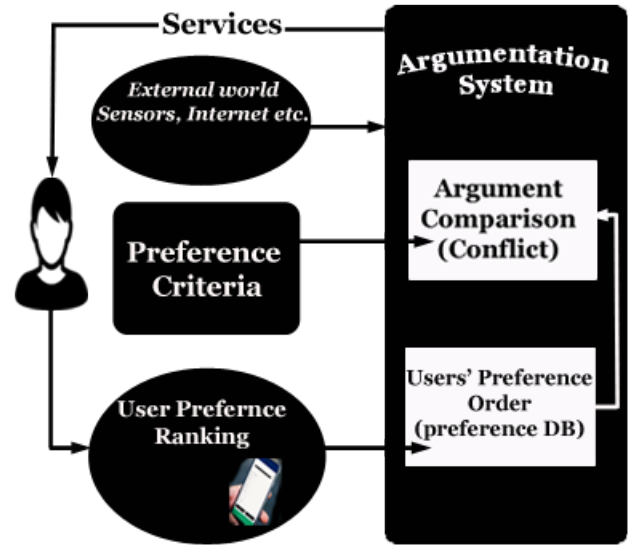 Services
External world
Sensors, Internet etc.
Argumentation
System
Preference
Criteria
Argument
Comparison
(Conflict)
User Prefernce
Ranking
Users' Preference
Order
(preference DB)